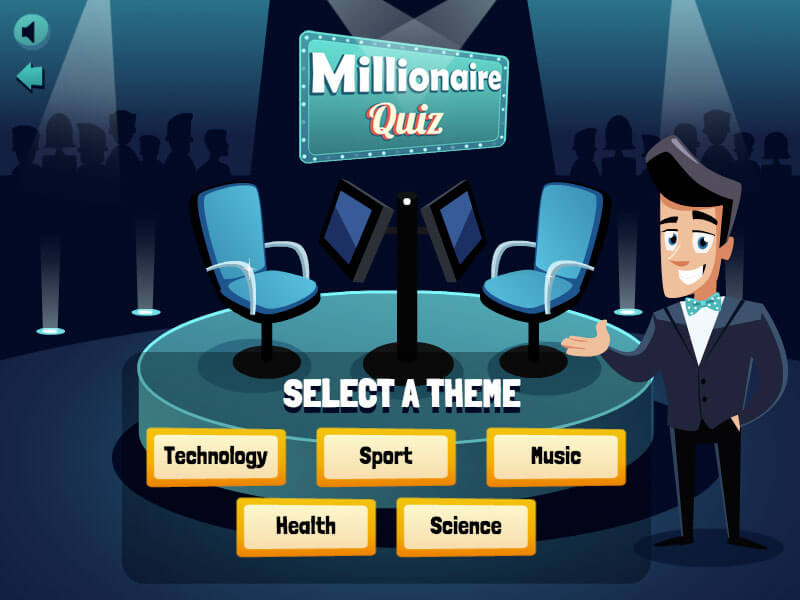 Millionaire
Quiz
SELECT A THEME
Technology
Sport
Music
Health
Science